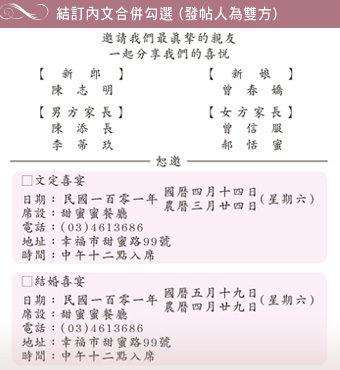 結訂內文合併勾選 (發帖人為雙方)
邀請我們最真摯的親友
一起分享我們的喜悅
【新郎】 【新娘】
陳志明 曾春嬌
【男方家長】 【女方家長】
陳添長 曾信服
李蒂玖 郝恬蜜
恕邀
□文定喜宴
日期：民國一百零一年 國曆四月十四日 農曆三月廿四日 (星期六)
席設：甜蜜蜜餐廳
電話：(03)4613686
地址：幸福市甜蜜路99號
時間：中午十二點入席
□結婚喜宴
日期：民國一百零一年 國曆五月十九日 農曆四月廿九日 (星期六)
席設：甜蜜蜜餐廳
電話：(03)4613686
地址：幸福市甜蜜路99號
時間：中午十二點入席